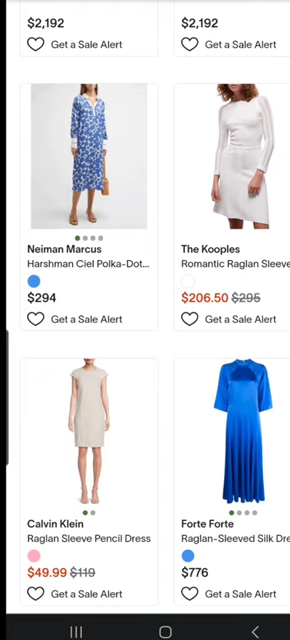 $2,192
Get a Sale Alert
$2,192
Get a Sale Alert
Neiman Marcus
Harshman Ciel Polka-Dot...
$294
Get a Sale Alert
The Kooples
Romantic Raglan Sleeve
$206.50 $295
Get a Sale Alert
Calvin Klein
Raglan Sleeve Pencil Dress
$49.99 $119
Get a Sale Alert
Forte Forte
Raglan-Sleeved Silk Dre
$776
Get a Sale Alert